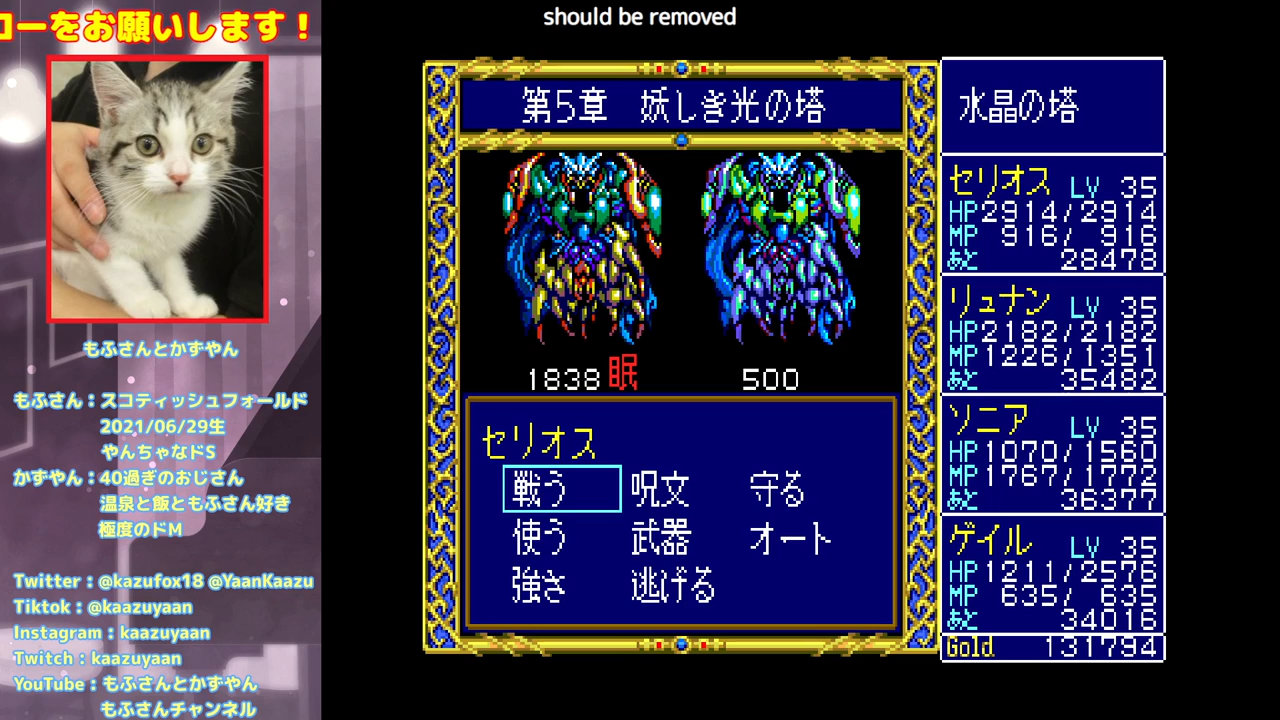 ローをお願いします！
should be removed
もふさんとかずやん
もふさん：スコティッシュフォールド
2021/06/29生
やんちゃなドS
かずやん：40過ぎのおじさん
温泉と飯ともふさん好き
極度のドM
Twitter：@kazufox18 @YaanKaazu
Tiktok：@kaazuyaan
Instagram：kaazuyaan
Twitch：kaazuyaan
YouTube：もふさんとかずやん
もふさんチャンネル
第5章 妖しき光の塔
1838 眠
500
セリオス
戦う 呪文 守る
使う 武器 オート
強さ 逃げる
水晶の塔
セリオス LV 35
HP2914/2914
MP 916/ 916
あと 28478
リュナン LV 35
HP2182/2182
MP1226/1351
あと 35482
ソニア LV 35
HP1070/1560
MP1767/1772
あと 36377
ゲイル LV 35
HP1211/2576
MP 635/ 635
あと 34016
Gold 131794